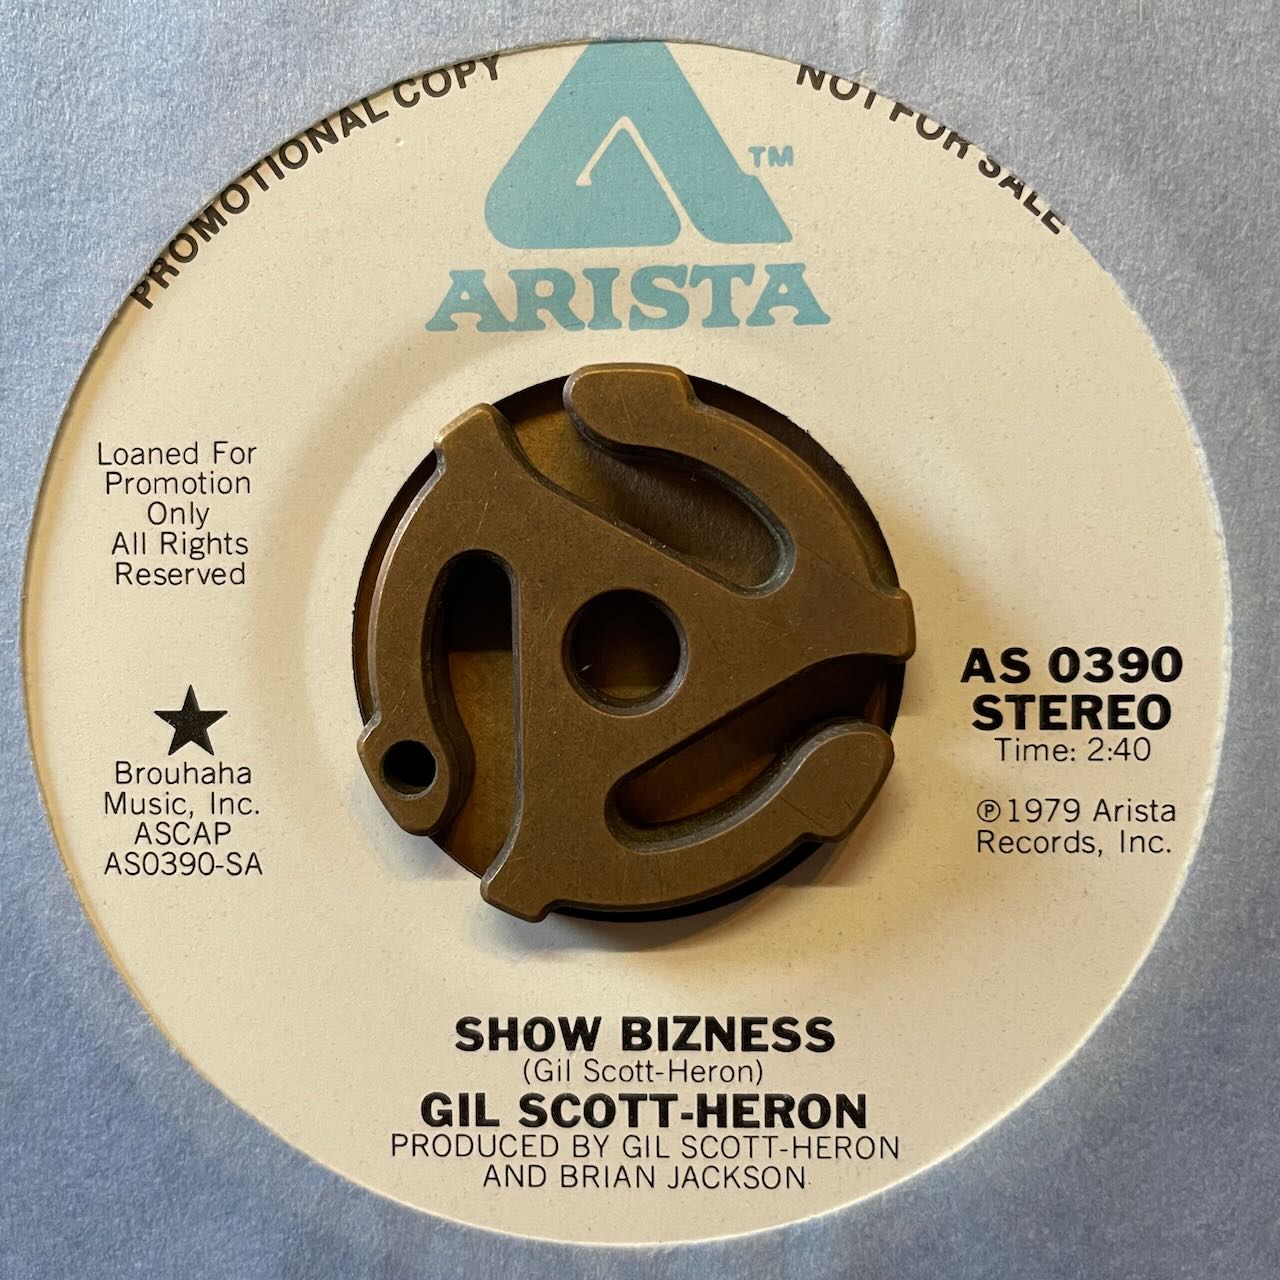 PROMOTIONAL COPY
NOT FOR SALE
TM
ARISTA
Loaned For
Promotion
Only
All Rights
Reserved
★
Brouhaha
Music, Inc.
ASCAP
AS0390-SA
AS 0390
STEREO
Time: 2:40
℗1979 Arista
Records, Inc.
SHOW BIZNESS
(Gil Scott-Heron)
GIL SCOTT-HERON
PRODUCED BY GIL SCOTT-HERON
AND BRIAN JACKSON